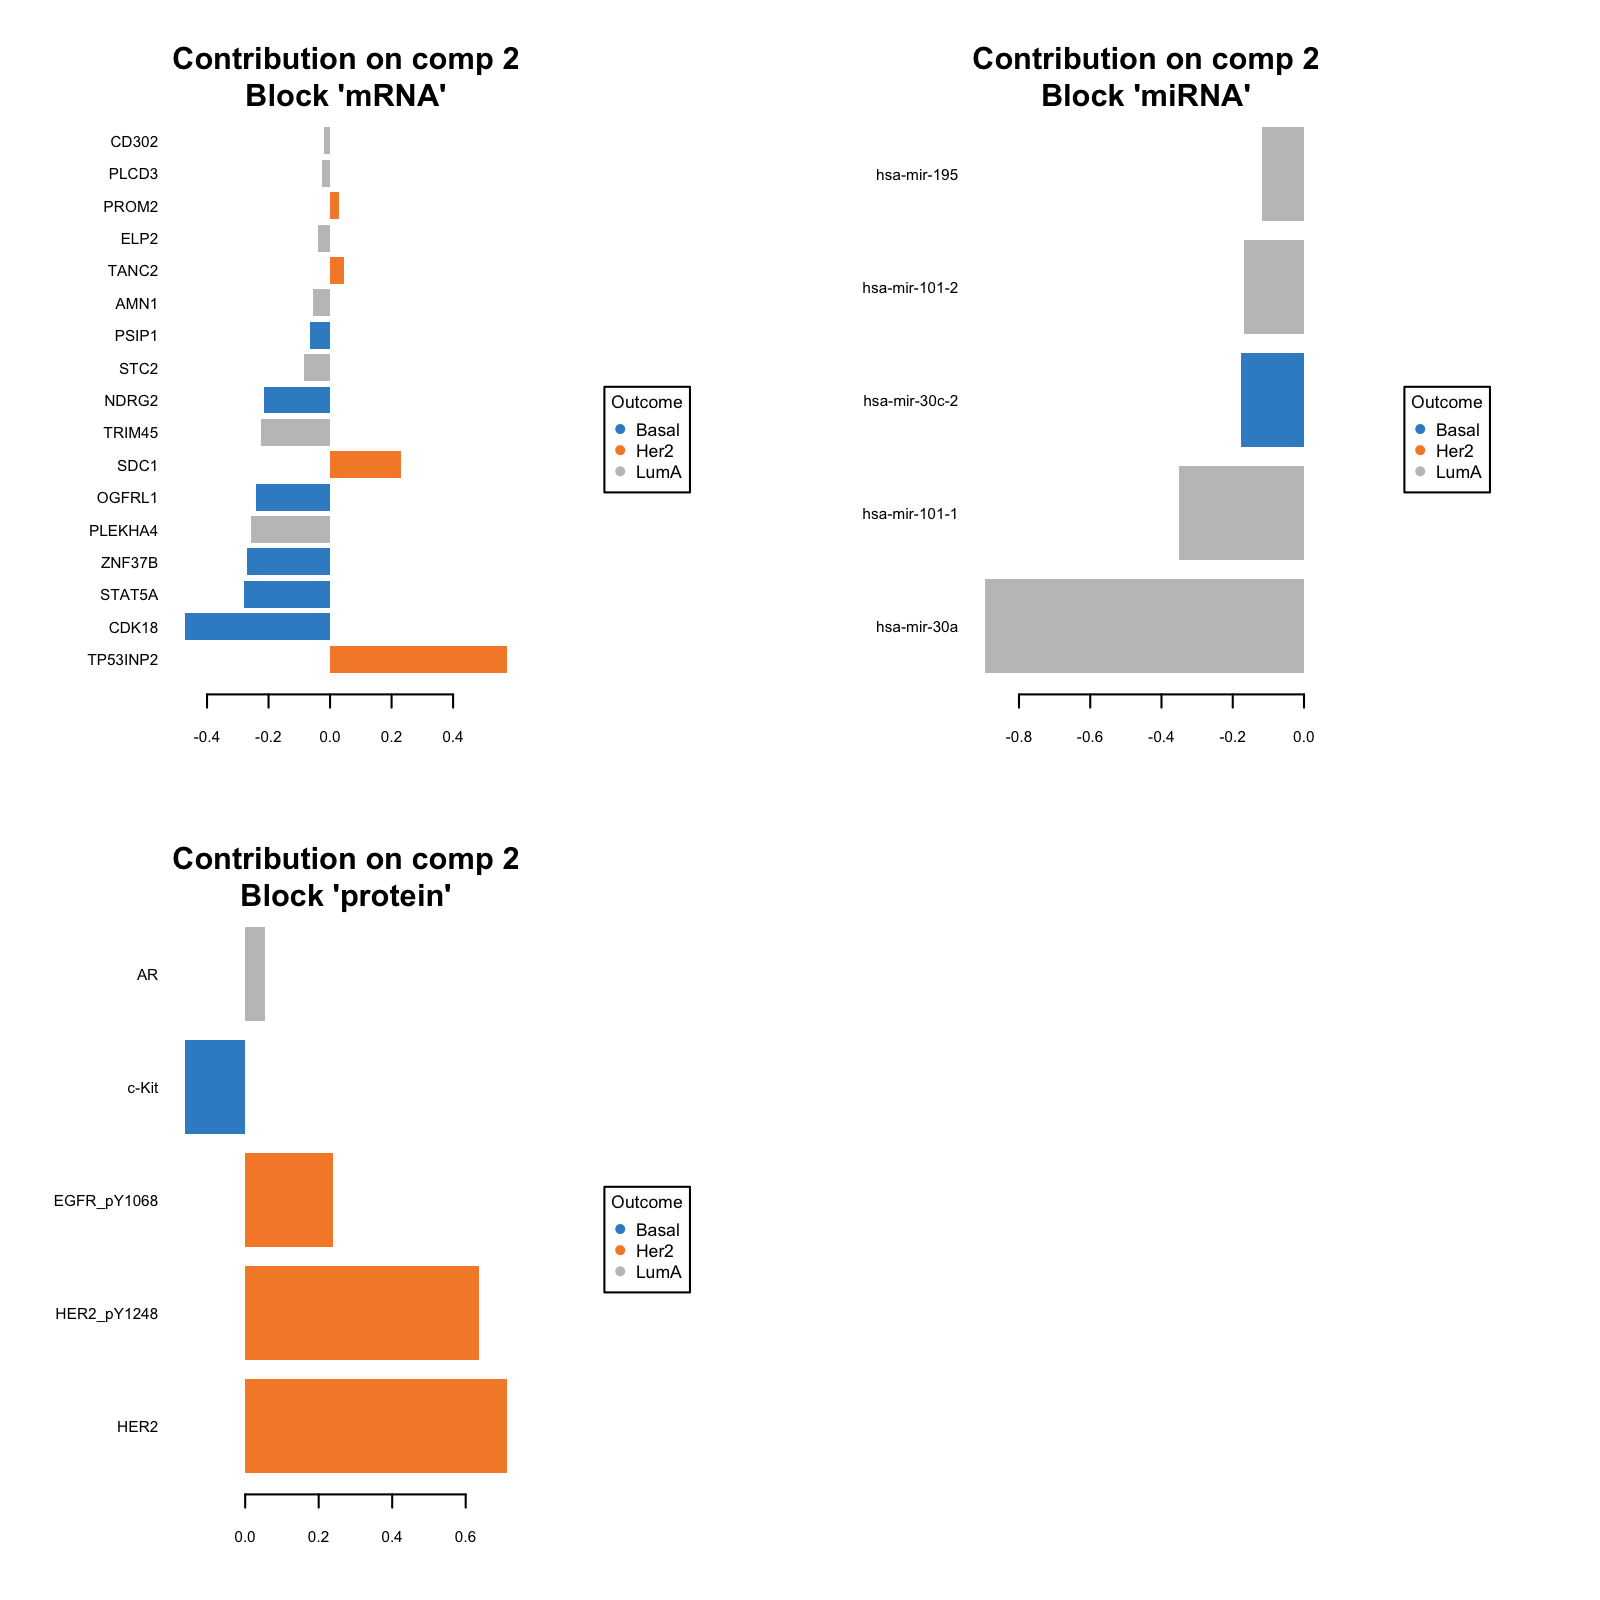 Contribution on comp 2
Block 'mRNA'
CD302
PLCD3
PROM2
ELP2
TANC2
AMN1
PSIP1
STC2
NDRG2
TRIM45
SDC1
OGFRL1
PLEKHA4
ZNF37B
STAT5A
CDK18
TP53INP2
-0.4 -0.2 0.0 0.2 0.4
Outcome
Basal
Her2
LumA
Contribution on comp 2
Block 'miRNA'
hsa-mir-195
hsa-mir-101-2
hsa-mir-30c-2
hsa-mir-101-1
hsa-mir-30a
-0.8 -0.6 -0.4 -0.2 0.0
Outcome
Basal
Her2
LumA
Contribution on comp 2
Block 'protein'
AR
c-Kit
EGFR_pY1068
HER2_pY1248
HER2
0.0 0.2 0.4 0.6
Outcome
Basal
Her2
LumA